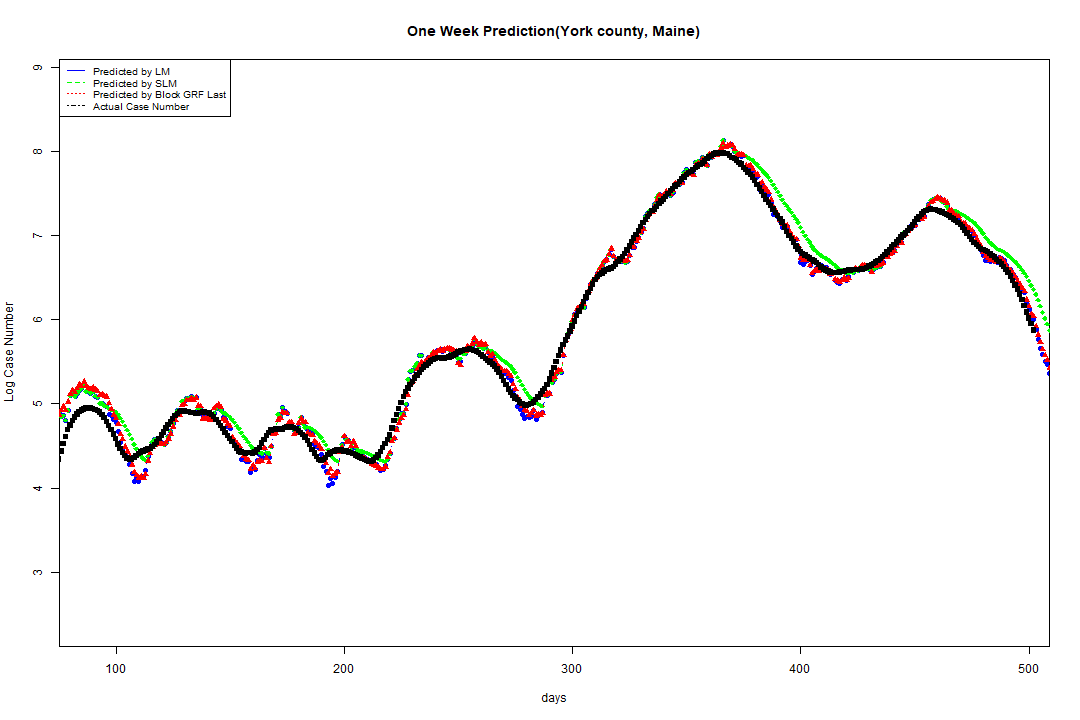 One Week Prediction(York county, Maine)
Predicted by LM
Predicted by SLM
Predicted by Block GRF Last
Actual Case Number
9
8
7
6
5
4
3
Log Case Number
100 200 300 400 500
days